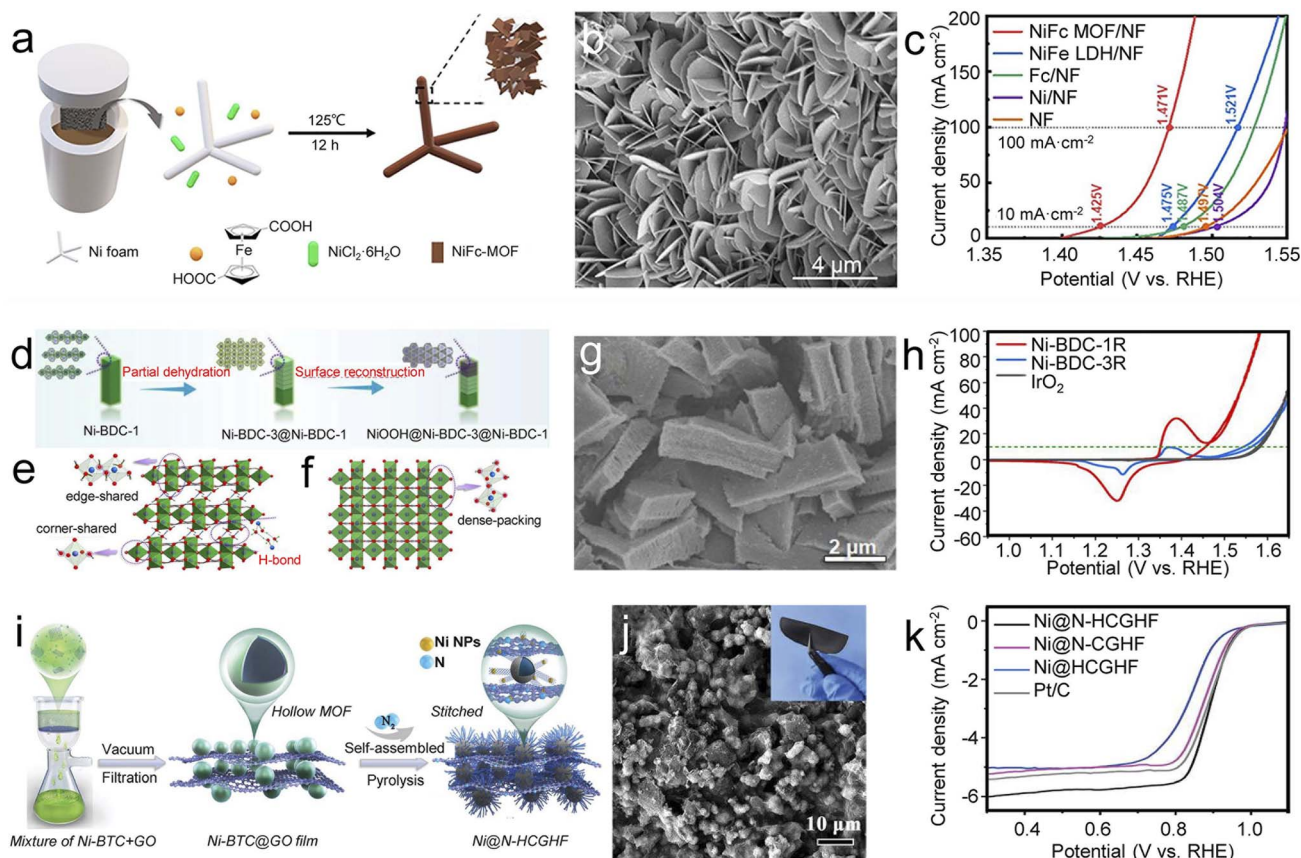 a
125℃
12 h
Ni foam
COOH
Fe
HOOC
NiCl₂·6H₂O
NiFc-MOF
b
4 µm
c
Current density (mA cm⁻²)
200
150
100
50
0
NiFc MOF/NF
NiFe LDH/NF
Fc/NF
Ni/NF
NF
1.471V
1.521V
100 mA·cm⁻²
1.425V
1.475V
1.487V
1.497V
1.504V
10 mA·cm⁻²
1.35
1.40
1.45
1.50
1.55
Potential (V vs. RHE)
d
Partial dehydration
Surface reconstruction
Ni-BDC-1
Ni-BDC-3@Ni-BDC-1
NiOOH@Ni-BDC-3@Ni-BDC-1
e
edge-shared
corner-shared
H-bond
f
dense-packing
g
2 µm
h
Current density (mA cm⁻²)
100
80
60
40
20
0
-20
-40
-60
Ni-BDC-1R
Ni-BDC-3R
IrO₂
1.0
1.1
1.2
1.3
1.4
1.5
1.6
Potential (V vs. RHE)
i
Vacuum
Filtration
Mixture of Ni-BTC+GO
Hollow MOF
Ni-BTC@GO film
N₂
Self-assembled
Pyrolysis
Ni NPs
N
Stitched
Ni@N-HCGHF
j
10 µm
k
Current density (mA cm⁻²)
0
-2
-4
-6
Ni@N-HCGHF
Ni@N-CGHF
Ni@HCGHF
Pt/C
0.4
0.6
0.8
1.0
Potential (V vs. RHE)